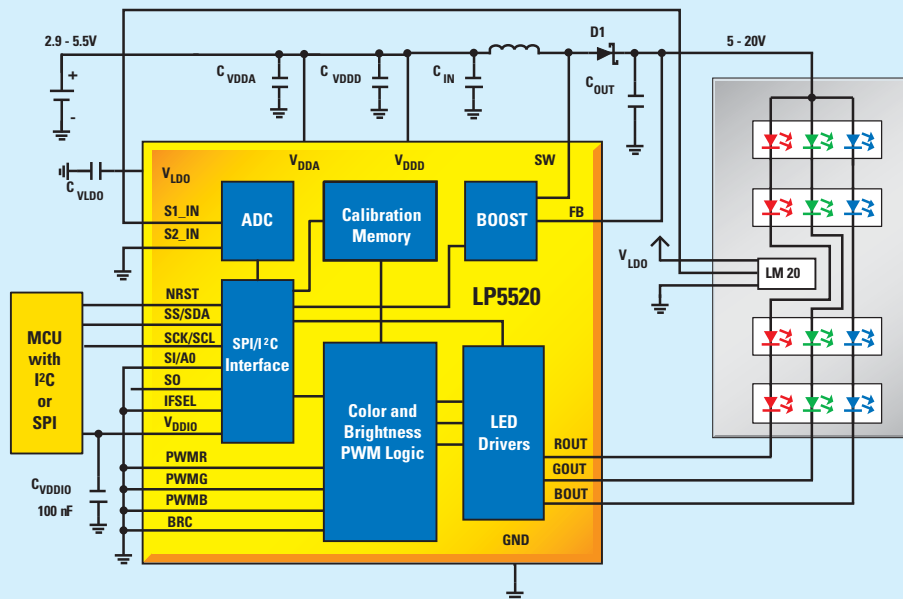 2.9 - 5.5V
D1
5 - 20V
C VDDA
C VDDD
C IN
C OUT
+
-
C VLDO
V LDO
V DDA
V DDD
SW
S1_IN
S2_IN
ADC
Calibration
Memory
BOOST
FB
V LDO
LM 20
LP5520
MCU
with
I²C
or
SPI
NRST
SS/SDA
SCK/SCL
SI/A0
SO
IFSEL
V DDIO
SPI/I²C
Interface
Color and
Brightness
PWM Logic
LED
Drivers
ROUT
GOUT
BOUT
PWMR
PWMG
PWMB
BRC
C VDDIO
100 nF
GND